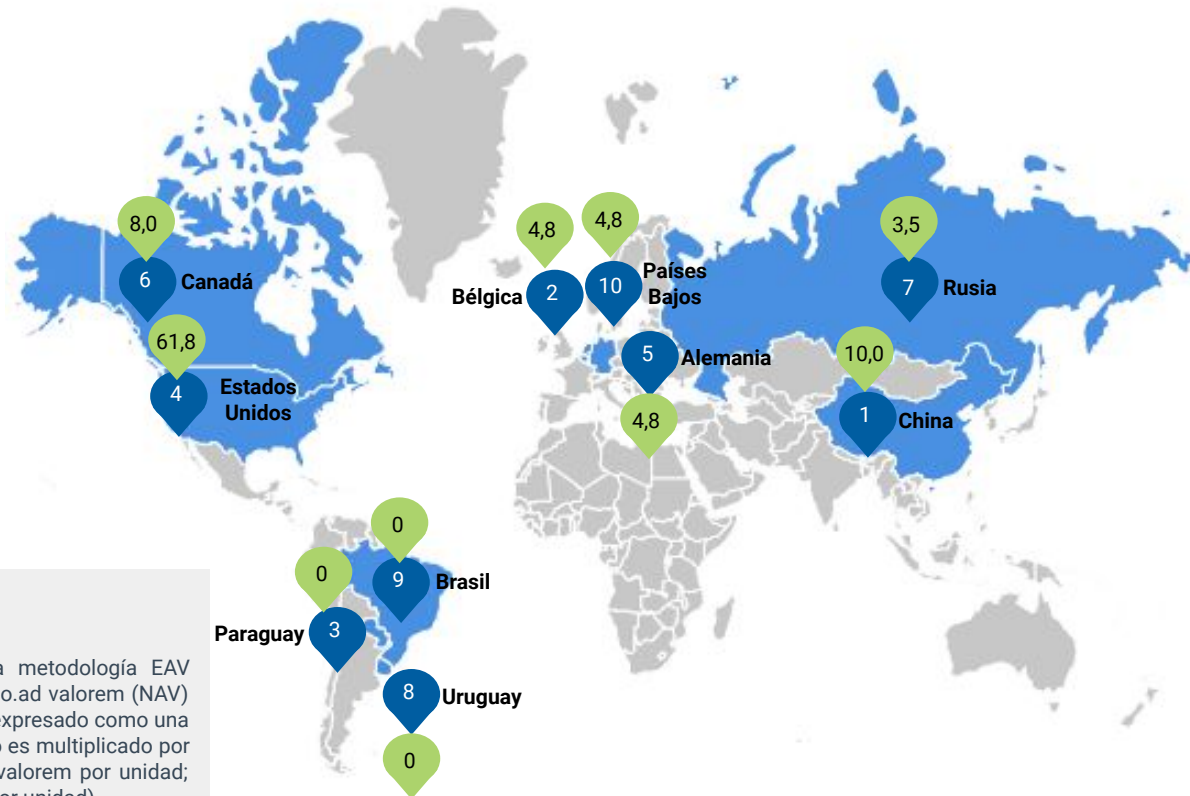 8,0
6
Canadá
61,8
4
Estados
Unidos
4,8
2
Bélgica
4,8
10
Países
Bajos
5
Alemania
4,8
3,5
7
Rusia
10,0
1
China
0
9
Brasil
0
3
Paraguay
8
Uruguay
0
metodología EAV
ad valorem (NAV)
expresado como una
es multiplicado por
valorem por unidad;
por unidad)